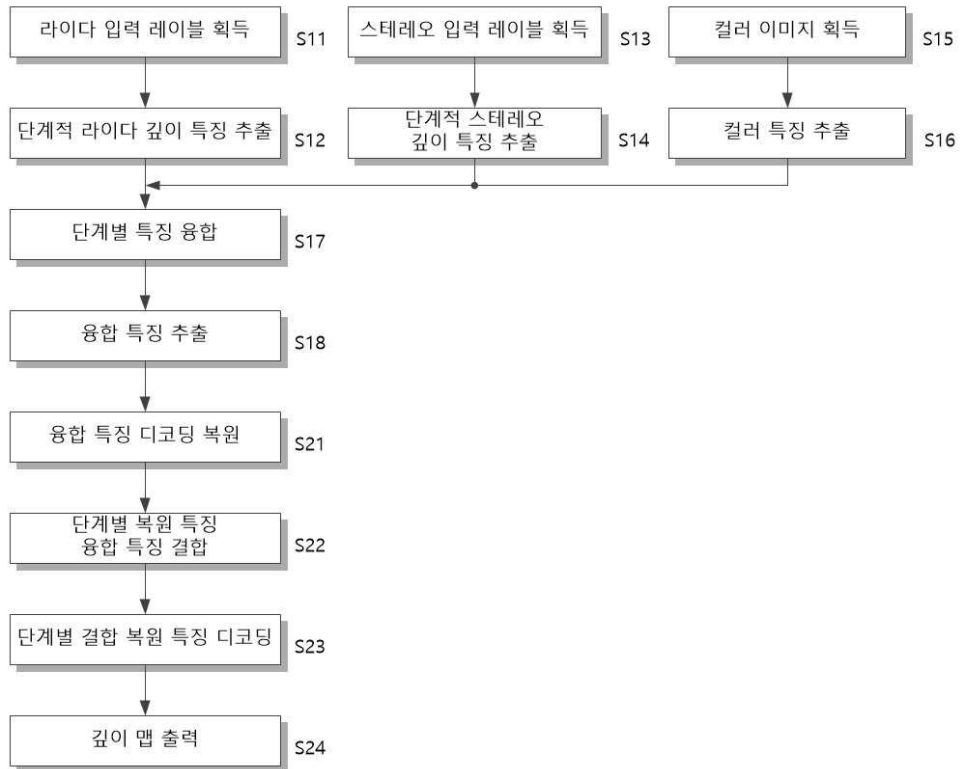 라이다 입력 레이블 획득
S11
스테레오 입력 레이블 획득
S13
컬러 이미지 획득
S15
단계적 라이다 깊이 특징 추출
S12
단계적 스테레오
깊이 특징 추출
S14
컬러 특징 추출
S16
단계별 특징 융합
S17
융합 특징 추출
S18
융합 특징 디코딩 복원
S21
단계별 복원 특징
융합 특징 결합
S22
단계별 결합 복원 특징 디코딩
S23
깊이 맵 출력
S24